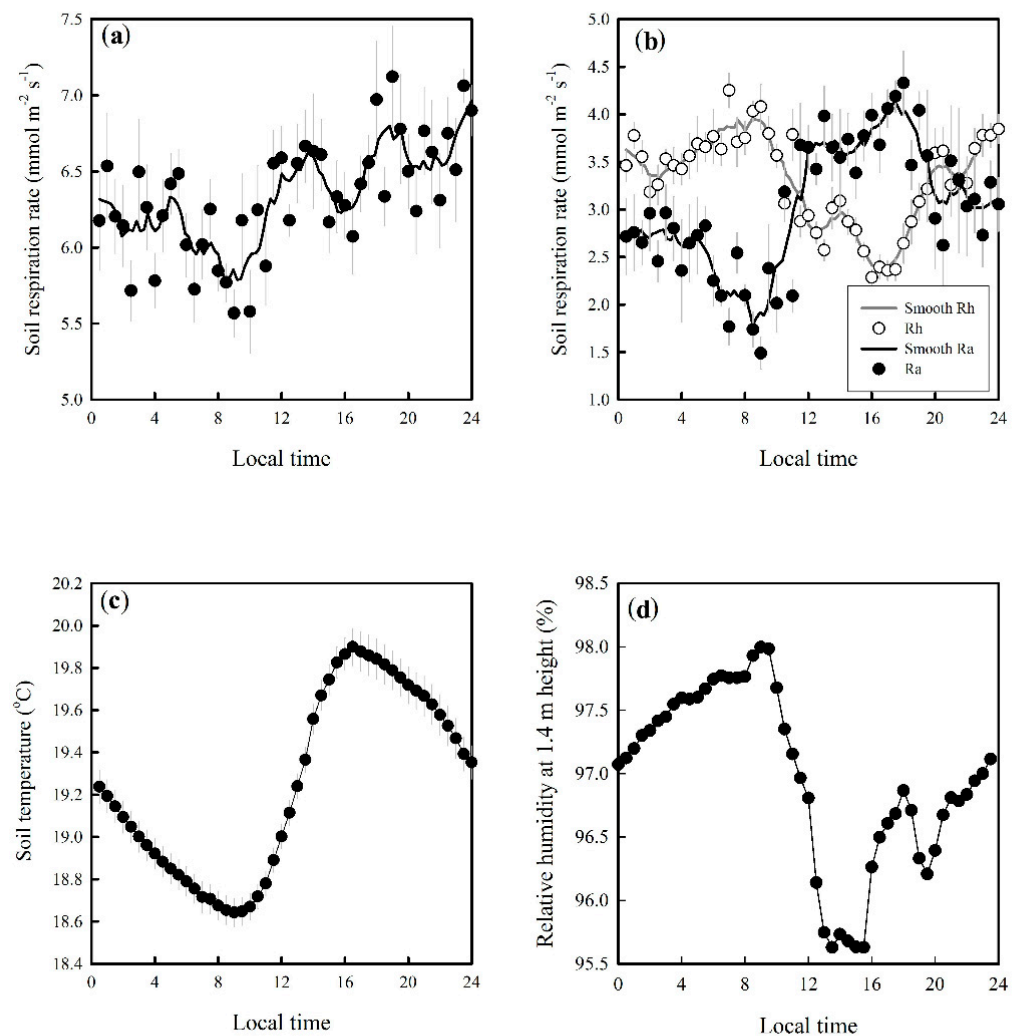 (a)
Soil respiration rate (mmol m⁻² s⁻¹)
7.5
7.0
6.5
6.0
5.5
5.0
0 4 8 12 16 20 24
Local time
(b)
Soil respiration rate (mmol m⁻² s⁻¹)
5.0
4.5
4.0
3.5
3.0
2.5
2.0
1.5
1.0
Smooth Rh
Rh
Smooth Ra
Ra
0 4 8 12 16 20 24
Local time
(c)
Soil temperature (°C)
20.2
20.0
19.8
19.6
19.4
19.2
19.0
18.8
18.6
18.4
0 4 8 12 16 20 24
Local time
(d)
Relative humidity at 1.4 m height (%)
98.5
98.0
97.5
97.0
96.5
96.0
95.5
0 4 8 12 16 20 24
Local time